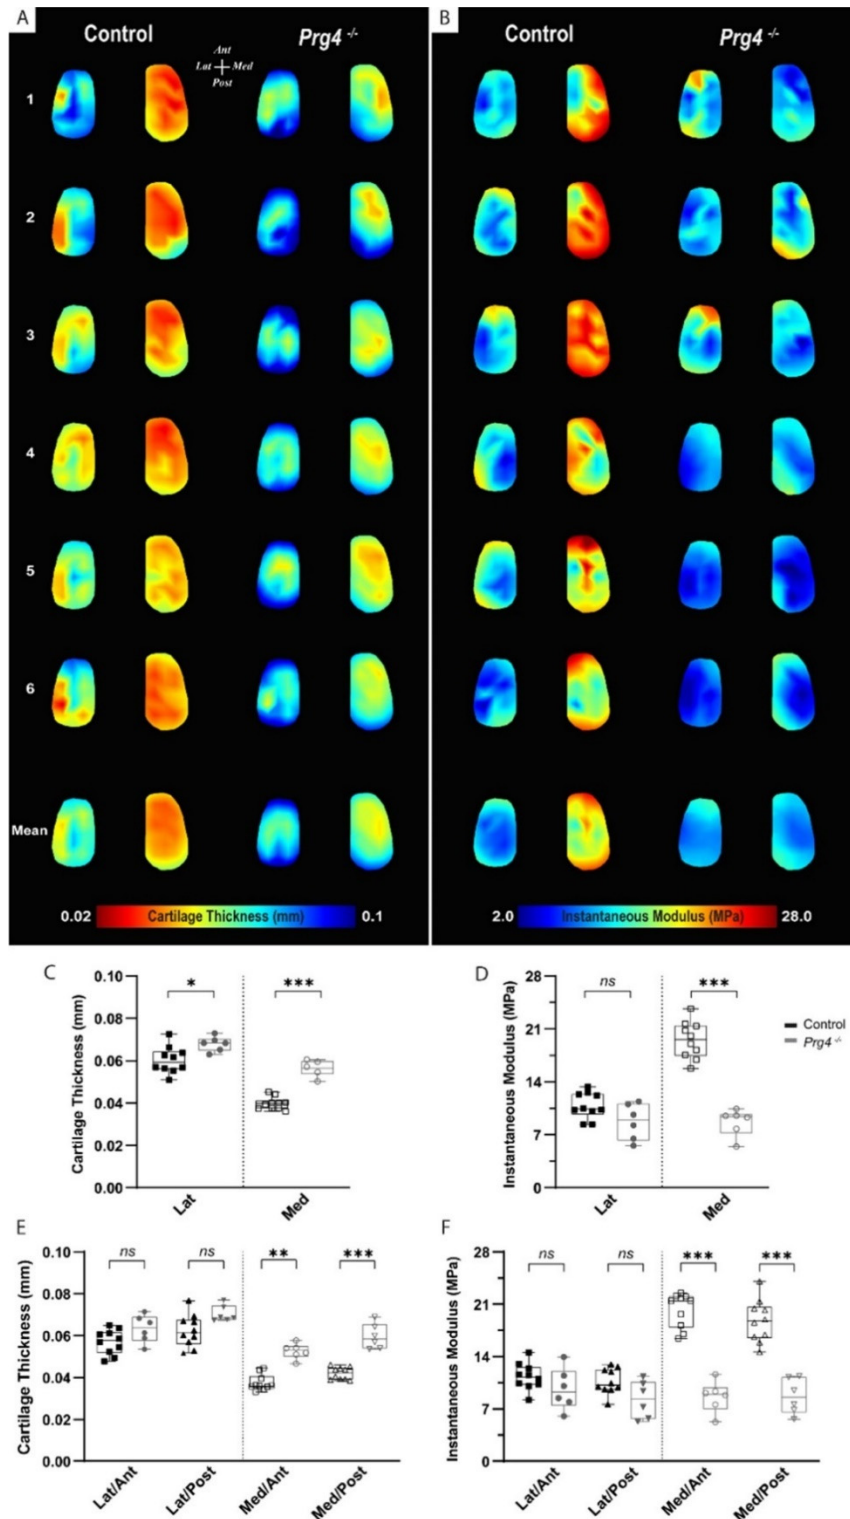 A
B
Control
Prg4 -/-
Control
Prg4 -/-
Ant
Lat Med
Post
1
2
3
4
5
6
Mean
0.02 Cartilage Thickness (mm) 0.1
2.0 Instantaneous Modulus (MPa) 28.0
C
Cartilage Thickness (mm)
0.10
0.08
0.06
0.04
0.02
0.00
*
***
Lat
Med
D
Instantaneous Modulus (MPa)
28
21
14
7
0
ns
***
Lat
Med
Control
Prg4 -/-
E
Cartilage Thickness (mm)
0.10
0.08
0.06
0.04
0.02
0.00
ns
ns
**
***
Lat/Ant
Lat/Post
Med/Ant
Med/Post
F
Instantaneous Modulus (MPa)
28
21
14
7
0
ns
ns
***
***
Lat/Ant
Lat/Post
Med/Ant
Med/Post